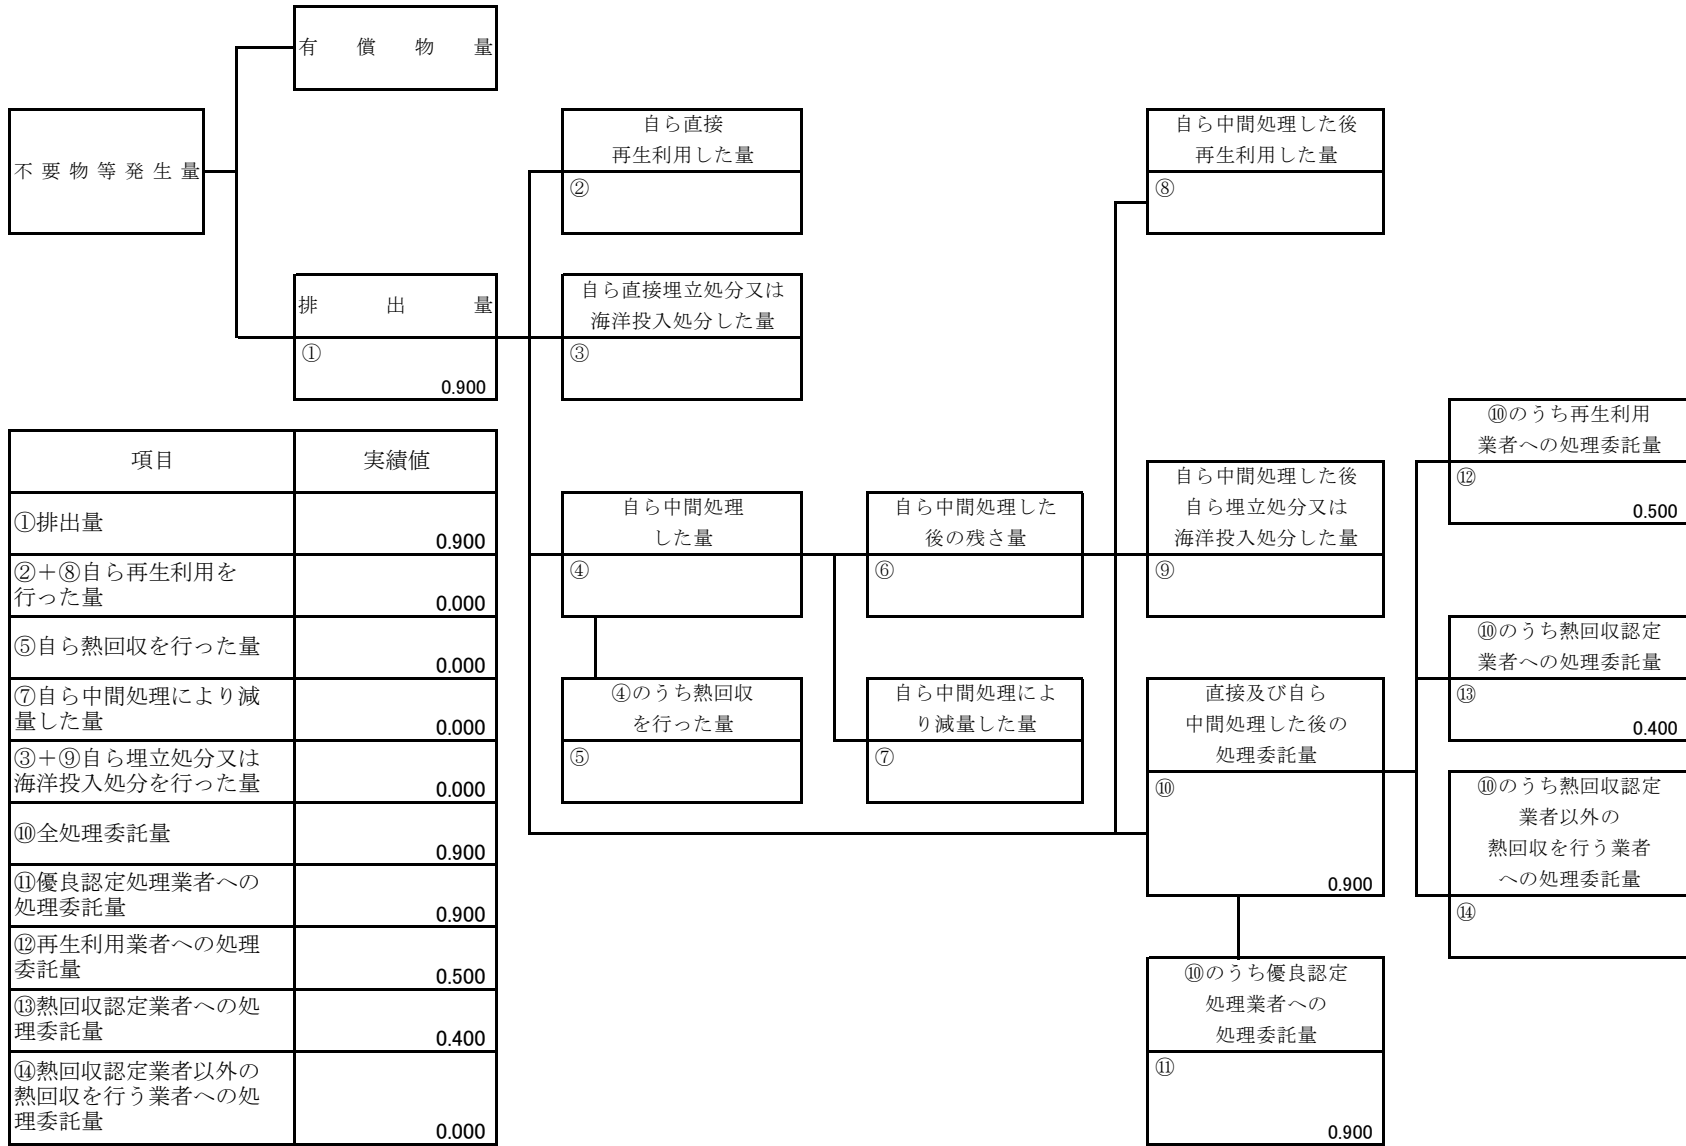 有償物量
不要物等発生量
排出量
①
0.900
自ら直接
再生利用した量
②
自ら直接埋立処分又は
海洋投入処分した量
③
自ら中間処理した後
再生利用した量
⑧
項目 実績値
①排出量
0.900
②+⑧自ら再生利用を
行った量
0.000
⑤自ら熱回収を行った量
0.000
⑦自ら中間処理により減
量した量
0.000
③+⑨自ら埋立処分又は
海洋投入処分を行った量
0.000
⑩全処理委託量
0.900
⑪優良認定処理業者への
処理委託量
0.900
⑫再生利用業者への処理
委託量
0.500
⑬熱回収認定業者への処
理委託量
0.400
⑭熱回収認定業者以外の
熱回収を行う業者への処
理委託量
0.000
自ら中間処理
した量
④
④のうち熱回収
を行った量
⑤
自ら中間処理した
後の残さ量
⑥
自ら中間処理によ
り減量した量
⑦
自ら中間処理した後
自ら埋立処分又は
海洋投入処分した量
⑨
直接及び自ら
中間処理した後の
処理委託量
⑩
0.900
⑩のうち優良認定
処理業者への
処理委託量
⑪
0.900
⑩のうち再生利用
業者への処理委託量
⑫
0.500
⑩のうち熱回収認定
業者への処理委託量
⑬
0.400
⑩のうち熱回収認定
業者以外の
熱回収を行う業者
への処理委託量
⑭